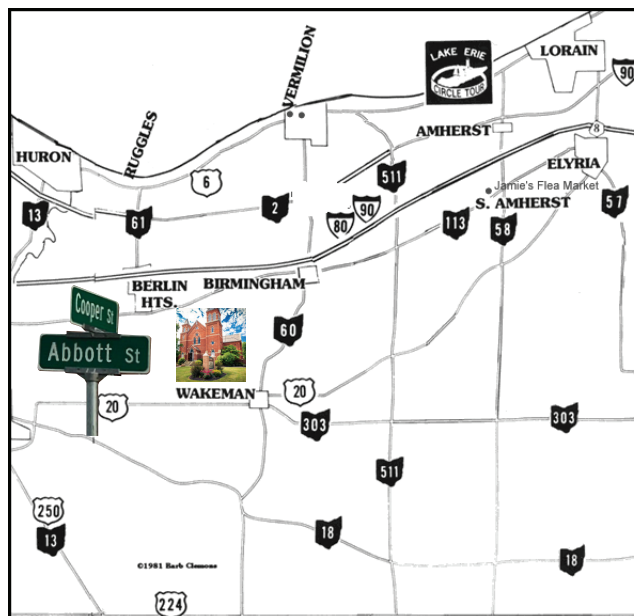 LAKE ERIE
CIRCLE TOUR
LORAIN
90
VERMILION
RUGGLES
HURON
AMHERST
8
ELYRIA
6
511
Jamie's Flea Market
S. AMHERST
57
13
61
2
80
90
113
58
BERLIN
HTS.
BIRMINGHAM
Cooper St
Abbott St
60
WAKEMAN
20
20
303
303
511
250
13
18
18
©1981 Barb Clemons
224